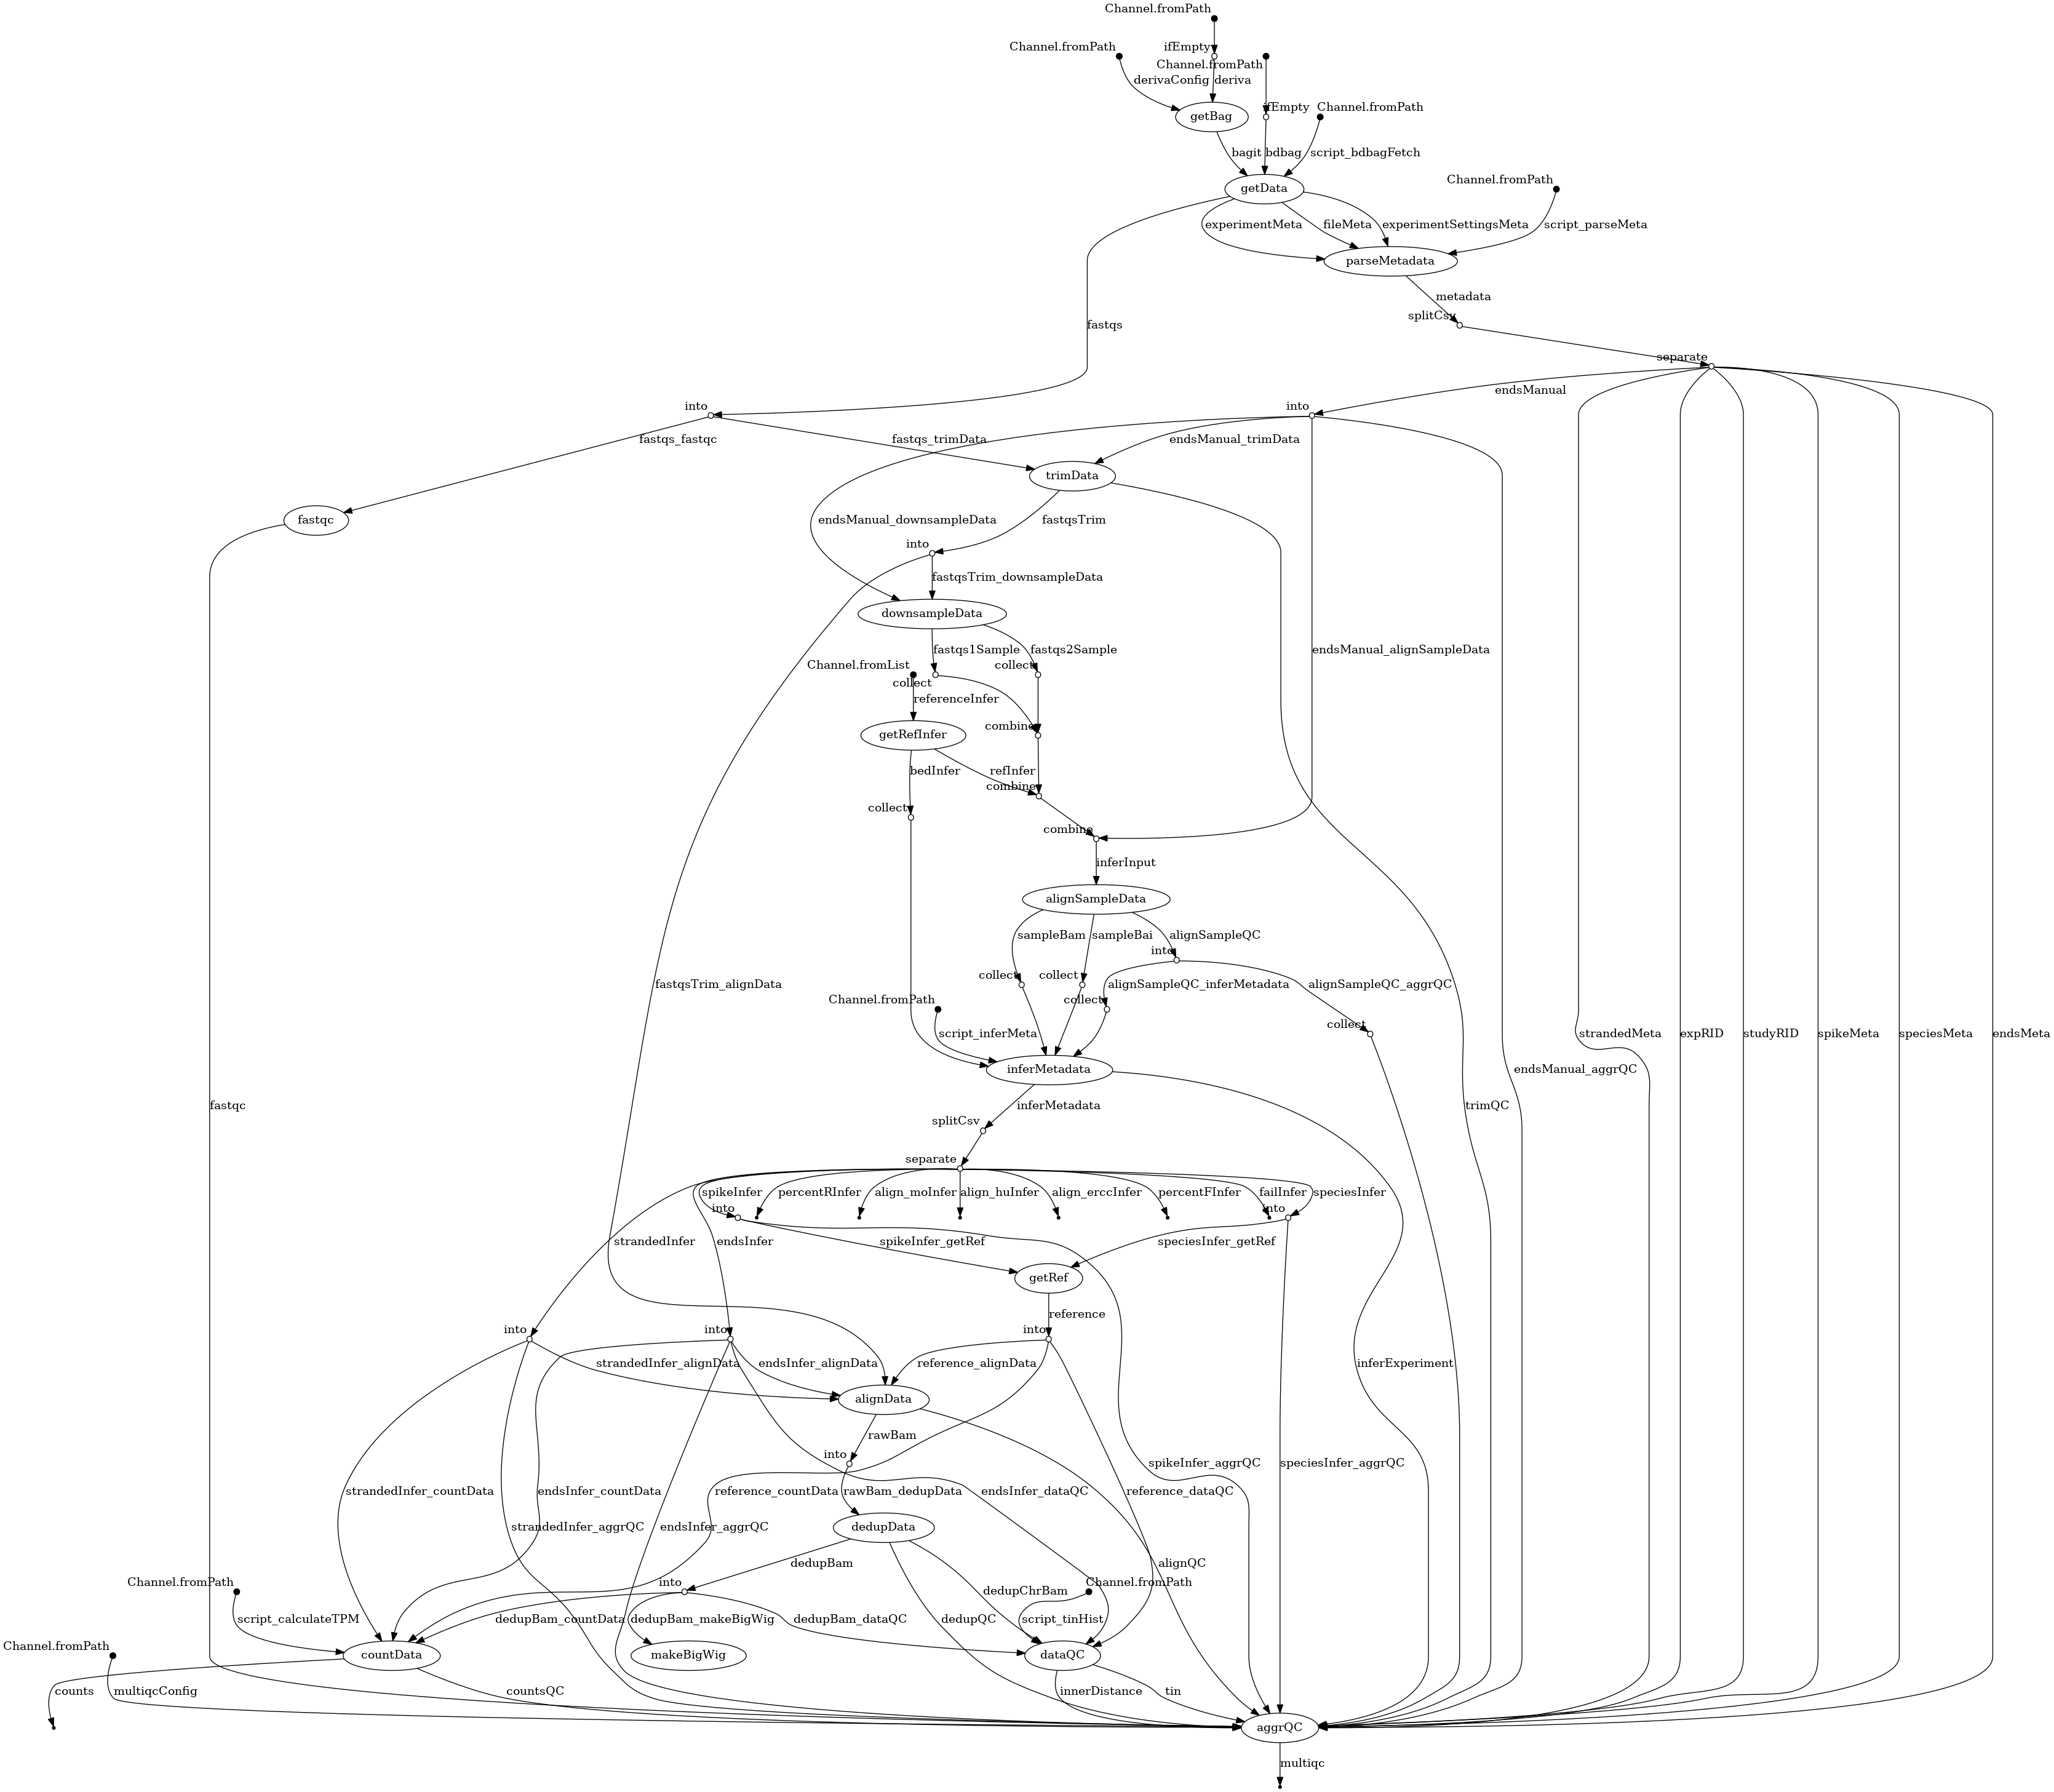 Channel.fromPath
Channel.fromPath
ifEmpty
Channel.fromPath
derivaConfig
deriva
ifEmpty
Channel.fromPath
getBag
bagit
bdbag
script_bdbagFetch
Channel.fromPath
getData
experimentMeta
fileMeta
experimentSettingsMeta
script_parseMeta
parseMetadata
metadata
splitCsv
fastqs
separate
endsManual
into
into
fastqs_fastqc
fastqs_trimData
endsManual_trimData
trimData
fastqc
endsManual_downsampleData
fastqsTrim
into
fastqsTrim_downsampleData
downsampleData
fastqs1Sample
fastqs2Sample
endsManual_alignSampleData
Channel.fromList
collect
collect
referenceInfer
combine
getRefInfer
bedInfer
refInfer
combine
collect
combine
inferInput
alignSampleData
sampleBam
sampleBai
alignSampleQC
into
collect
collect
fastqsTrim_alignData
alignSampleQC_inferMetadata
alignSampleQC_aggrQC
Channel.fromPath
collect
collect
script_inferMeta
strandedMeta
expRID
studyRID
spikeMeta
speciesMeta
endsMeta
inferMetadata
endsManual_aggrQC
fastqc
inferMetadata
trimQC
splitCsv
separate
spikeInfer
percentRInfer
align_moInfer
align_huInfer
align_erccInfer
percentFInfer
failInfer
speciesInfer
into
into
strandedInfer
endsInfer
spikeInfer_getRef
speciesInfer_getRef
getRef
reference
into
into
into
strandedInfer_alignData
endsInfer_alignData
reference_alignData
inferExperiment
alignData
rawBam
into
spikeInfer_aggrQC
speciesInfer_aggrQC
strandedInfer_countData
endsInfer_countData
reference_countData
rawBam_dedupData
endsInfer_dataQC
reference_dataQC
strandedInfer_aggrQC
endsInfer_aggrQC
dedupData
dedupBam
alignQC
Channel.fromPath
into
dedupChrBam
Channel.fromPath
script_calculateTPM
dedupBam_countData
dedupBam_makeBigWig
dedupBam_dataQC
dedupQC
script_tinHist
Channel.fromPath
countData
makeBigWig
dataQC
counts
multiqcConfig
countsQC
innerDistance
tin
aggrQC
multiqc